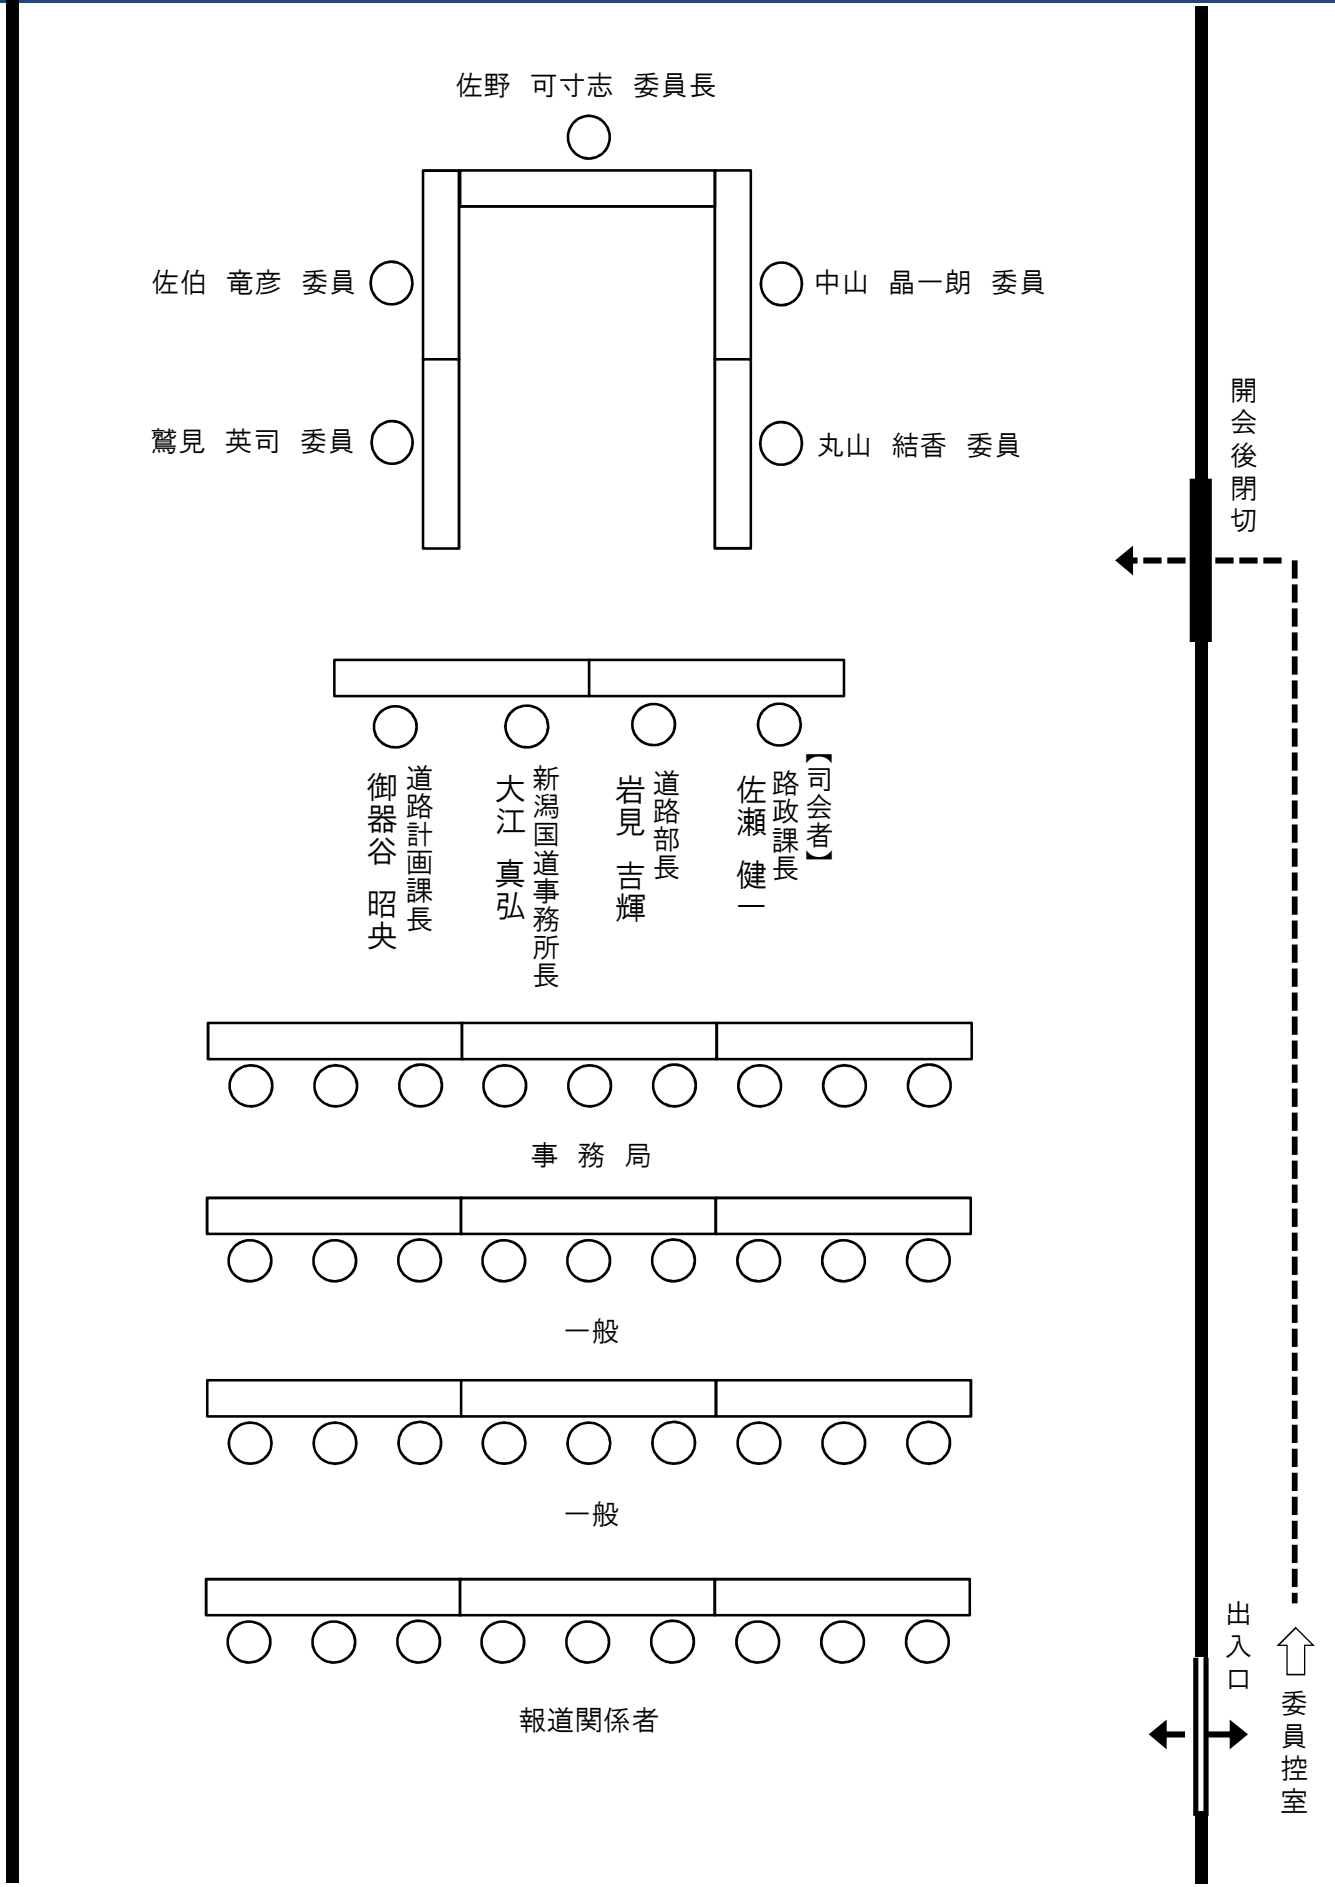 佐野 可寸志 委員長
佐伯 竜彦 委員
中山 晶一朗 委員
鷲見 英司 委員
丸山 結香 委員
開会後閉切
【司会者】
路政課長
佐瀬 健一
道路部長
岩見 吉輝
新潟国道事務所長
大江 真弘
道路計画課長
御器谷 昭央
事務局
一般
一般
報道関係者
出入口
委員控室